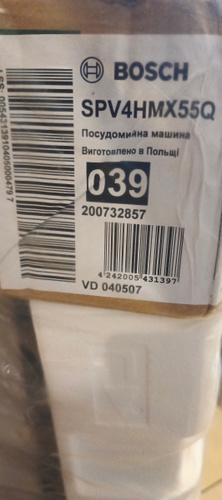 BOSCH
SPV4HMX55Q
Посудомийна машина
Виготовлено в Польщі
039
200732857
4 242005 431397
VD 040507